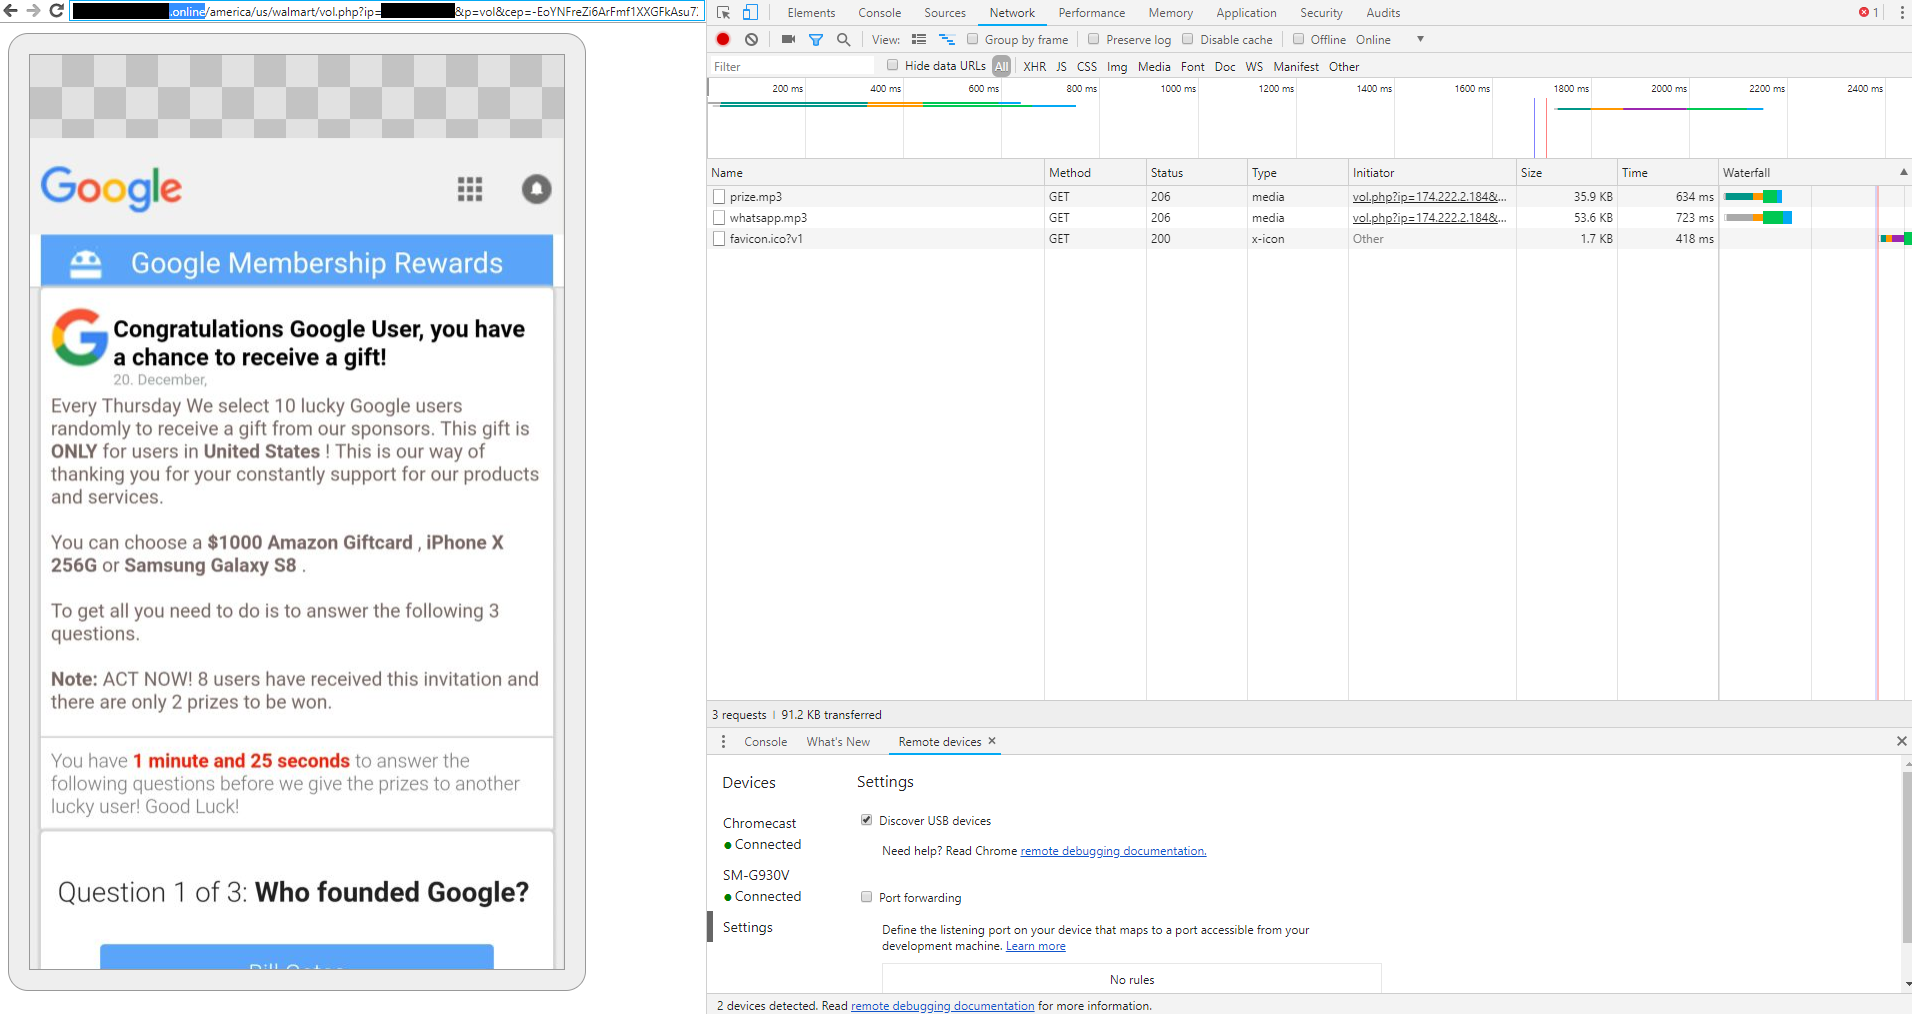 .online/america/us/walmart/vol.php?ip= &p=vol&cep=-EoYNFreZi6ArFmf1XXGFkAsu7
Elements Console Sources Network Performance Memory Application Security Audits 1
View: Group by frame Preserve log Disable cache Offline Online
Filter Hide data URLs All XHR JS CSS Img Media Font Doc WS Manifest Other
200 ms 400 ms 600 ms 800 ms 1000 ms 1200 ms 1400 ms 1600 ms 1800 ms 2000 ms 2200 ms 2400 ms
Name Method Status Type Initiator Size Time Waterfall
prize.mp3 GET 206 media vol.php?ip=174.222.2.184&... 35.9 KB 634 ms
whatsapp.mp3 GET 206 media vol.php?ip=174.222.2.184&... 53.6 KB 723 ms
favicon.ico?v1 GET 200 x-icon Other 1.7 KB 418 ms
3 requests | 91.2 KB transferred
Console What's New Remote devices
Devices
Chromecast
Connected
SM-G930V
Connected
Settings
Settings
Discover USB devices
Need help? Read Chrome remote debugging documentation.
Port forwarding
Define the listening port on your device that maps to a port accessible from your
development machine. Learn more
No rules
2 devices detected. Read remote debugging documentation for more information.
Google
Google Membership Rewards
Congratulations Google User, you have
a chance to receive a gift!
20. December,
Every Thursday We select 10 lucky Google users
randomly to receive a gift from our sponsors. This gift is
ONLY for users in United States ! This is our way of
thanking you for your constantly support for our products
and services.
You can choose a $1000 Amazon Giftcard , iPhone X
256G or Samsung Galaxy S8 .
To get all you need to do is to answer the following 3
questions.
Note: ACT NOW! 8 users have received this invitation and
there are only 2 prizes to be won.
You have 1 minute and 25 seconds to answer the
following questions before we give the prizes to another
lucky user! Good Luck!
Question 1 of 3: Who founded Google?
Bill Gates